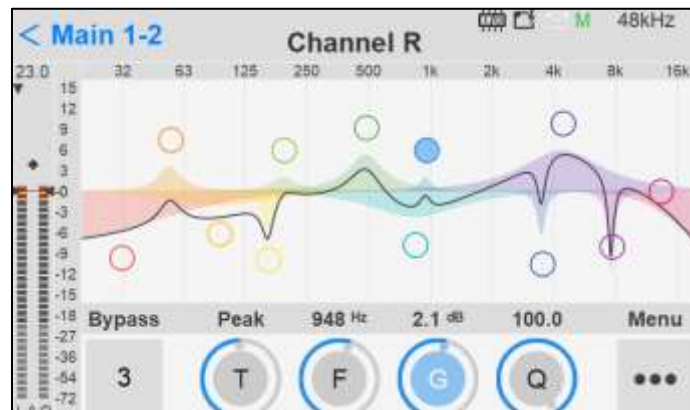 < Main 1-2
Channel R
M 48kHz
23.0 32 63 125 250 500 1k 2k 4k 8k 16k
15
12
9
6
3
0
-3
-6
-9
-12
-15
-18
-27
-36
-54
-72
Bypass Peak 948 Hz 2.1 dB 100.0 Menu
3 T F G Q